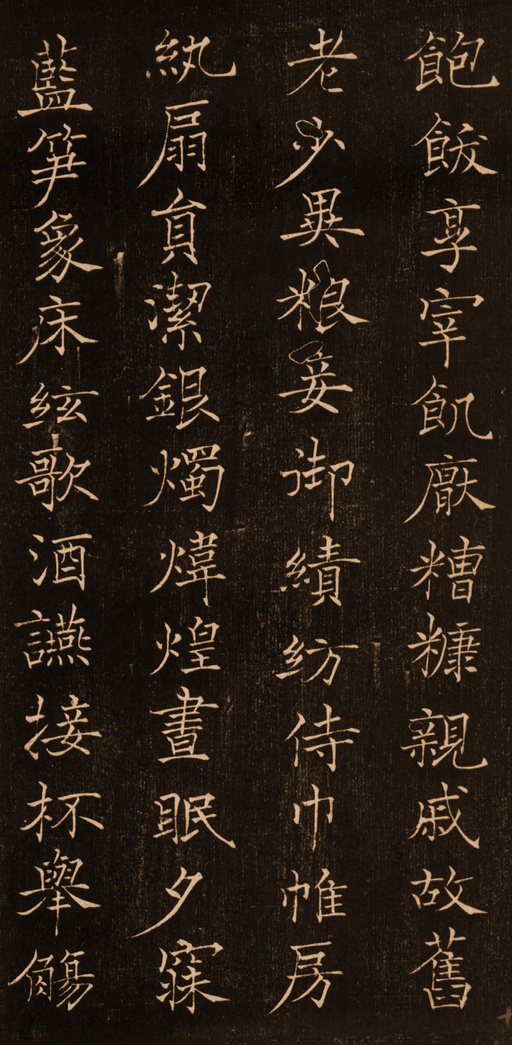 飽飫享宰飢厭糟糠親戚故舊
老少異粮妾御績紡侍巾帷房
紈扇員潔銀燭煒煌晝眠夕寐
藍笋象床絃歌酒讌接杯舉觴